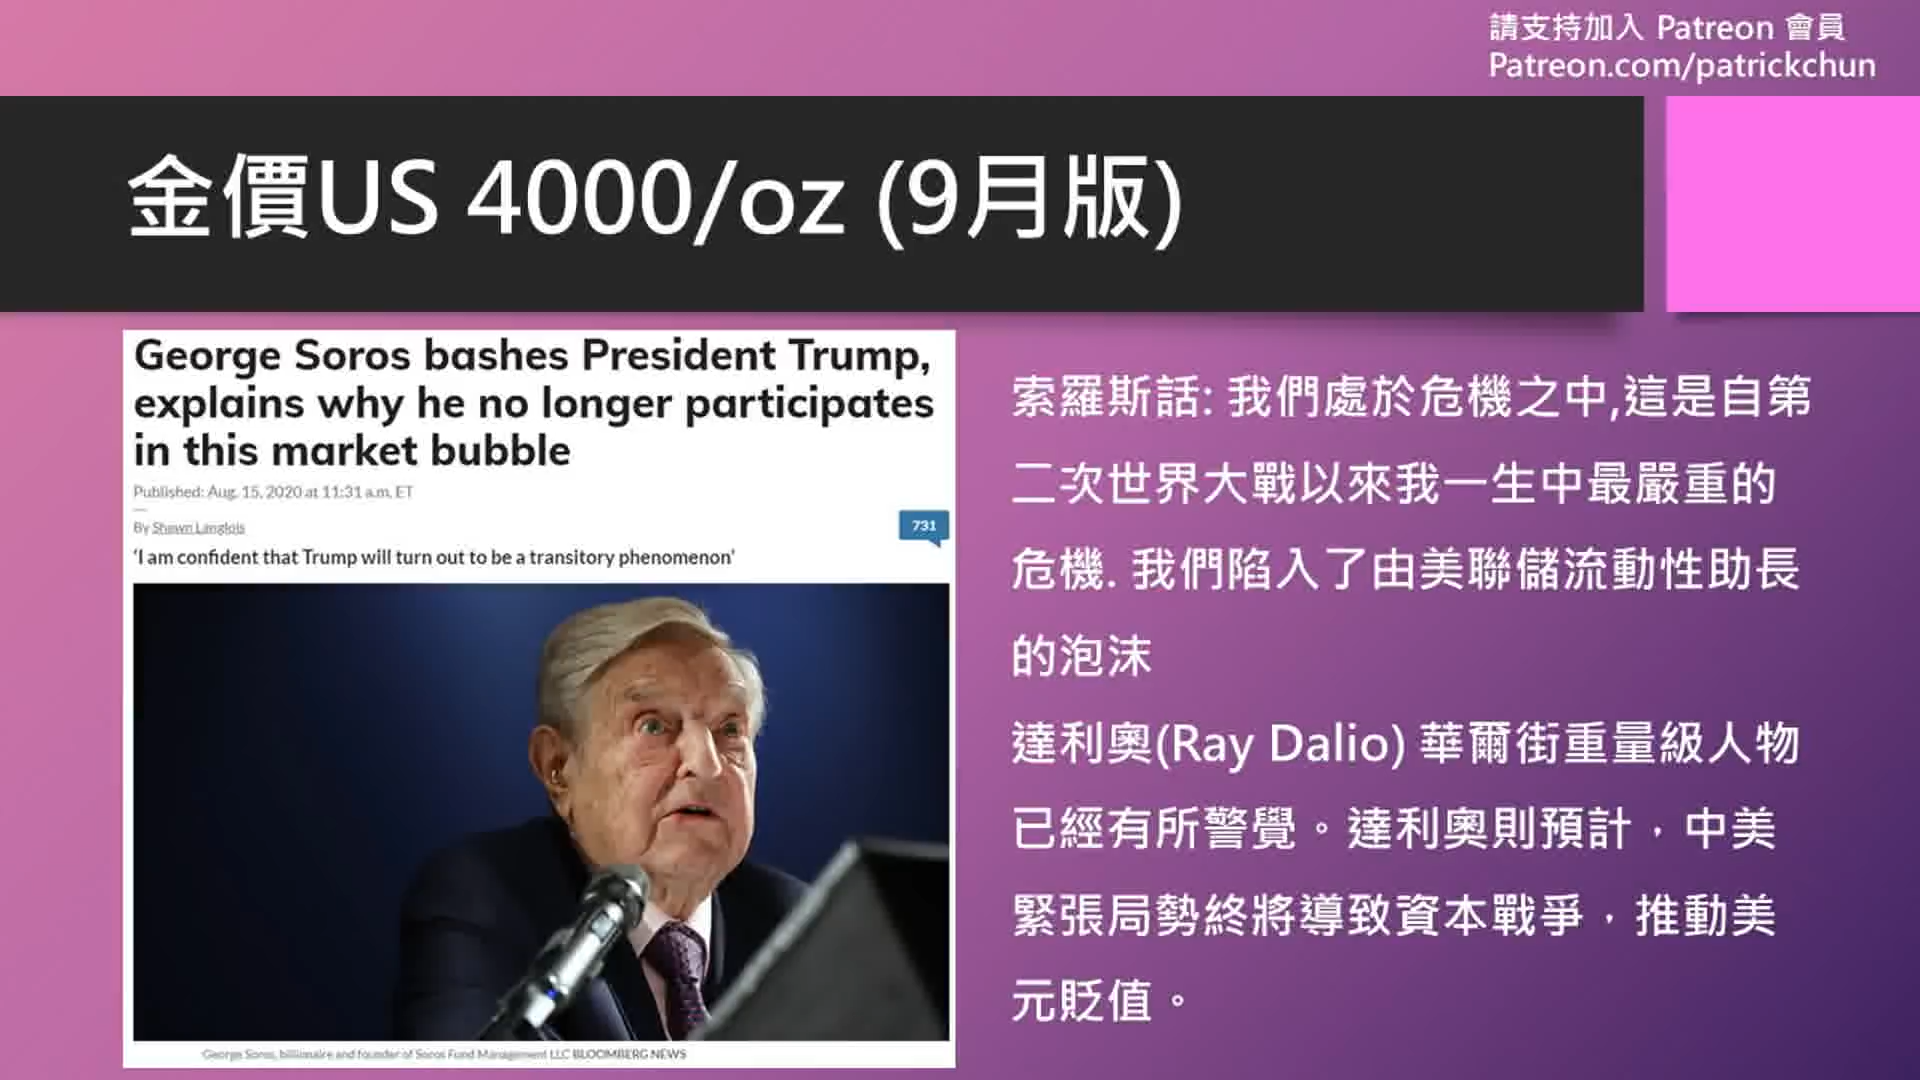 請支持加入 Patreon 會員
Patreon.com/patrickchun
金價US 4000/oz (9月版)
George Soros bashes President Trump,
explains why he no longer participates
in this market bubble
Published: Aug. 15, 2020 at 11:31 a.m. ET
By Shawn Langlois
731
‘I am confident that Trump will turn out to be a transitory phenomenon’
George Soros, billionaire and founder of Soros Fund Management LLC BLOOMBERG NEWS
索羅斯話: 我們處於危機之中,這是自第
二次世界大戰以來我一生中最嚴重的
危機. 我們陷入了由美聯儲流動性助長
的泡沫
達利奧(Ray Dalio) 華爾街重量級人物
已經有所警覺。達利奧則預計，中美
緊張局勢終將導致資本戰爭，推動美
元貶值。